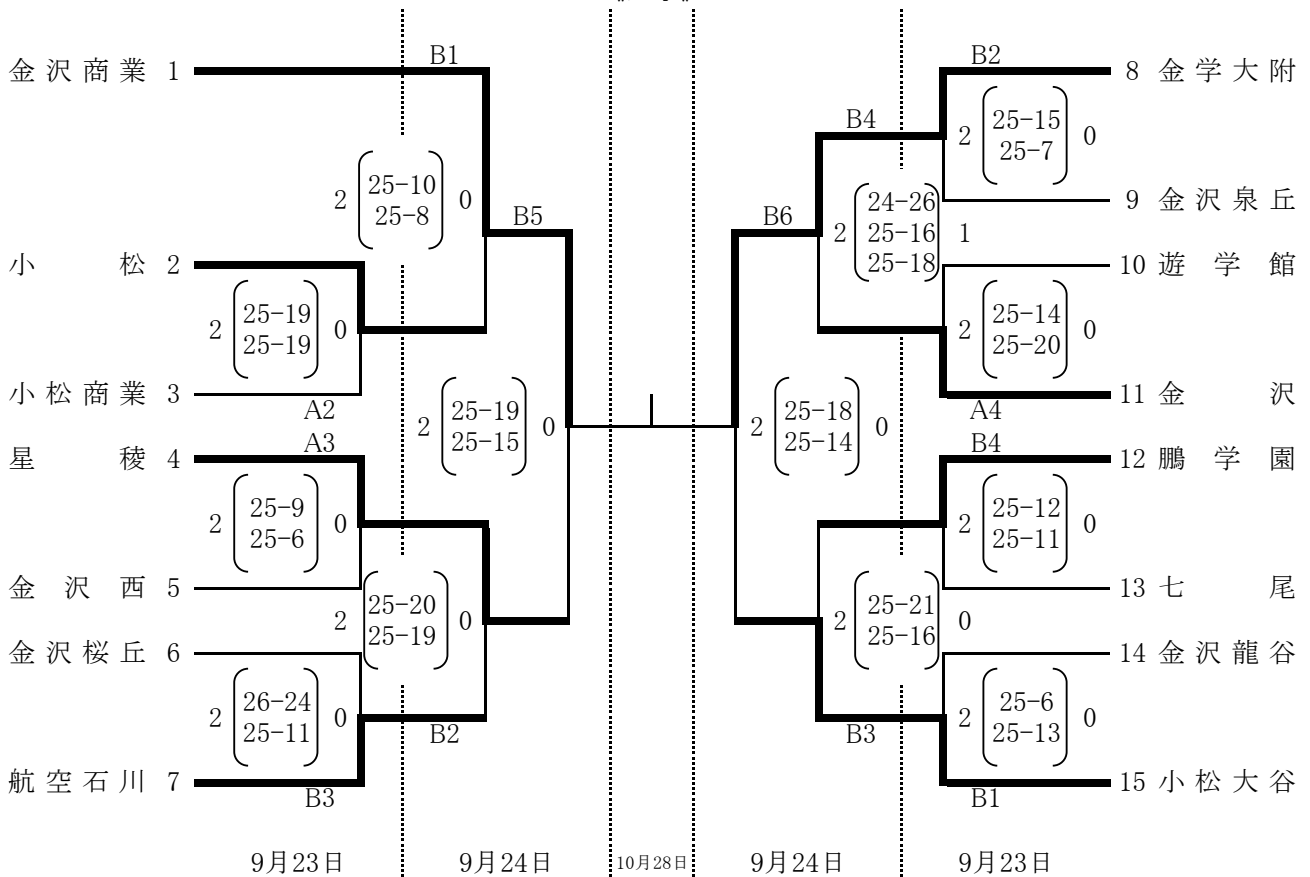 B1
B2
金沢商業 1
8 金学大附
B4
2 25-15 0
25-7
2 25-10 0
25-8
9 金沢泉丘
24-26
2 25-16 1
25-18
B5
B6
小松 2
10 遊学館
2 25-19 0
25-19
2 25-14 0
25-20
小松商業 3
11 金沢
A2
A4
2 25-19 0
25-15
2 25-18 0
25-14
A3
B4
星稜 4
12 鵬学園
2 25-9 0
25-6
2 25-12 0
25-11
金沢西 5
13 七尾
2 25-20 0
25-19
2 25-21 0
25-16
金沢桜丘 6
14 金沢龍谷
2 26-24 0
25-11
2 25-6 0
25-13
B2
B3
航空石川 7
15 小松大谷
B3
B1
9月23日 9月24日 10月28日 9月24日 9月23日